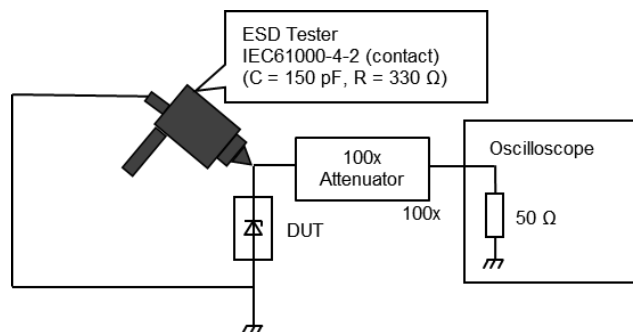 ESD Tester
IEC61000-4-2 (contact)
(C = 150 pF, R = 330 Ω)
100x
Attenuator
100x
Oscilloscope
50 Ω
DUT